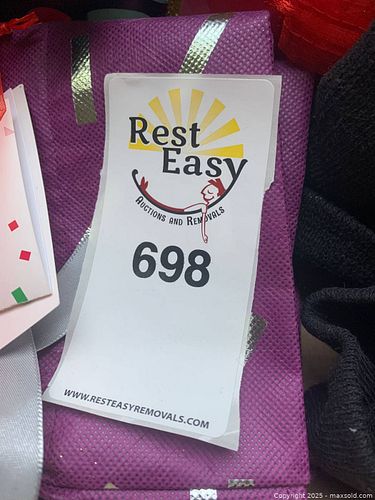 Rest
Easy
AUCTIONS AND REMOVALS
698
WWW.RESTEASYREMOVALS.COM
Copyright 2025 - maxsold.com